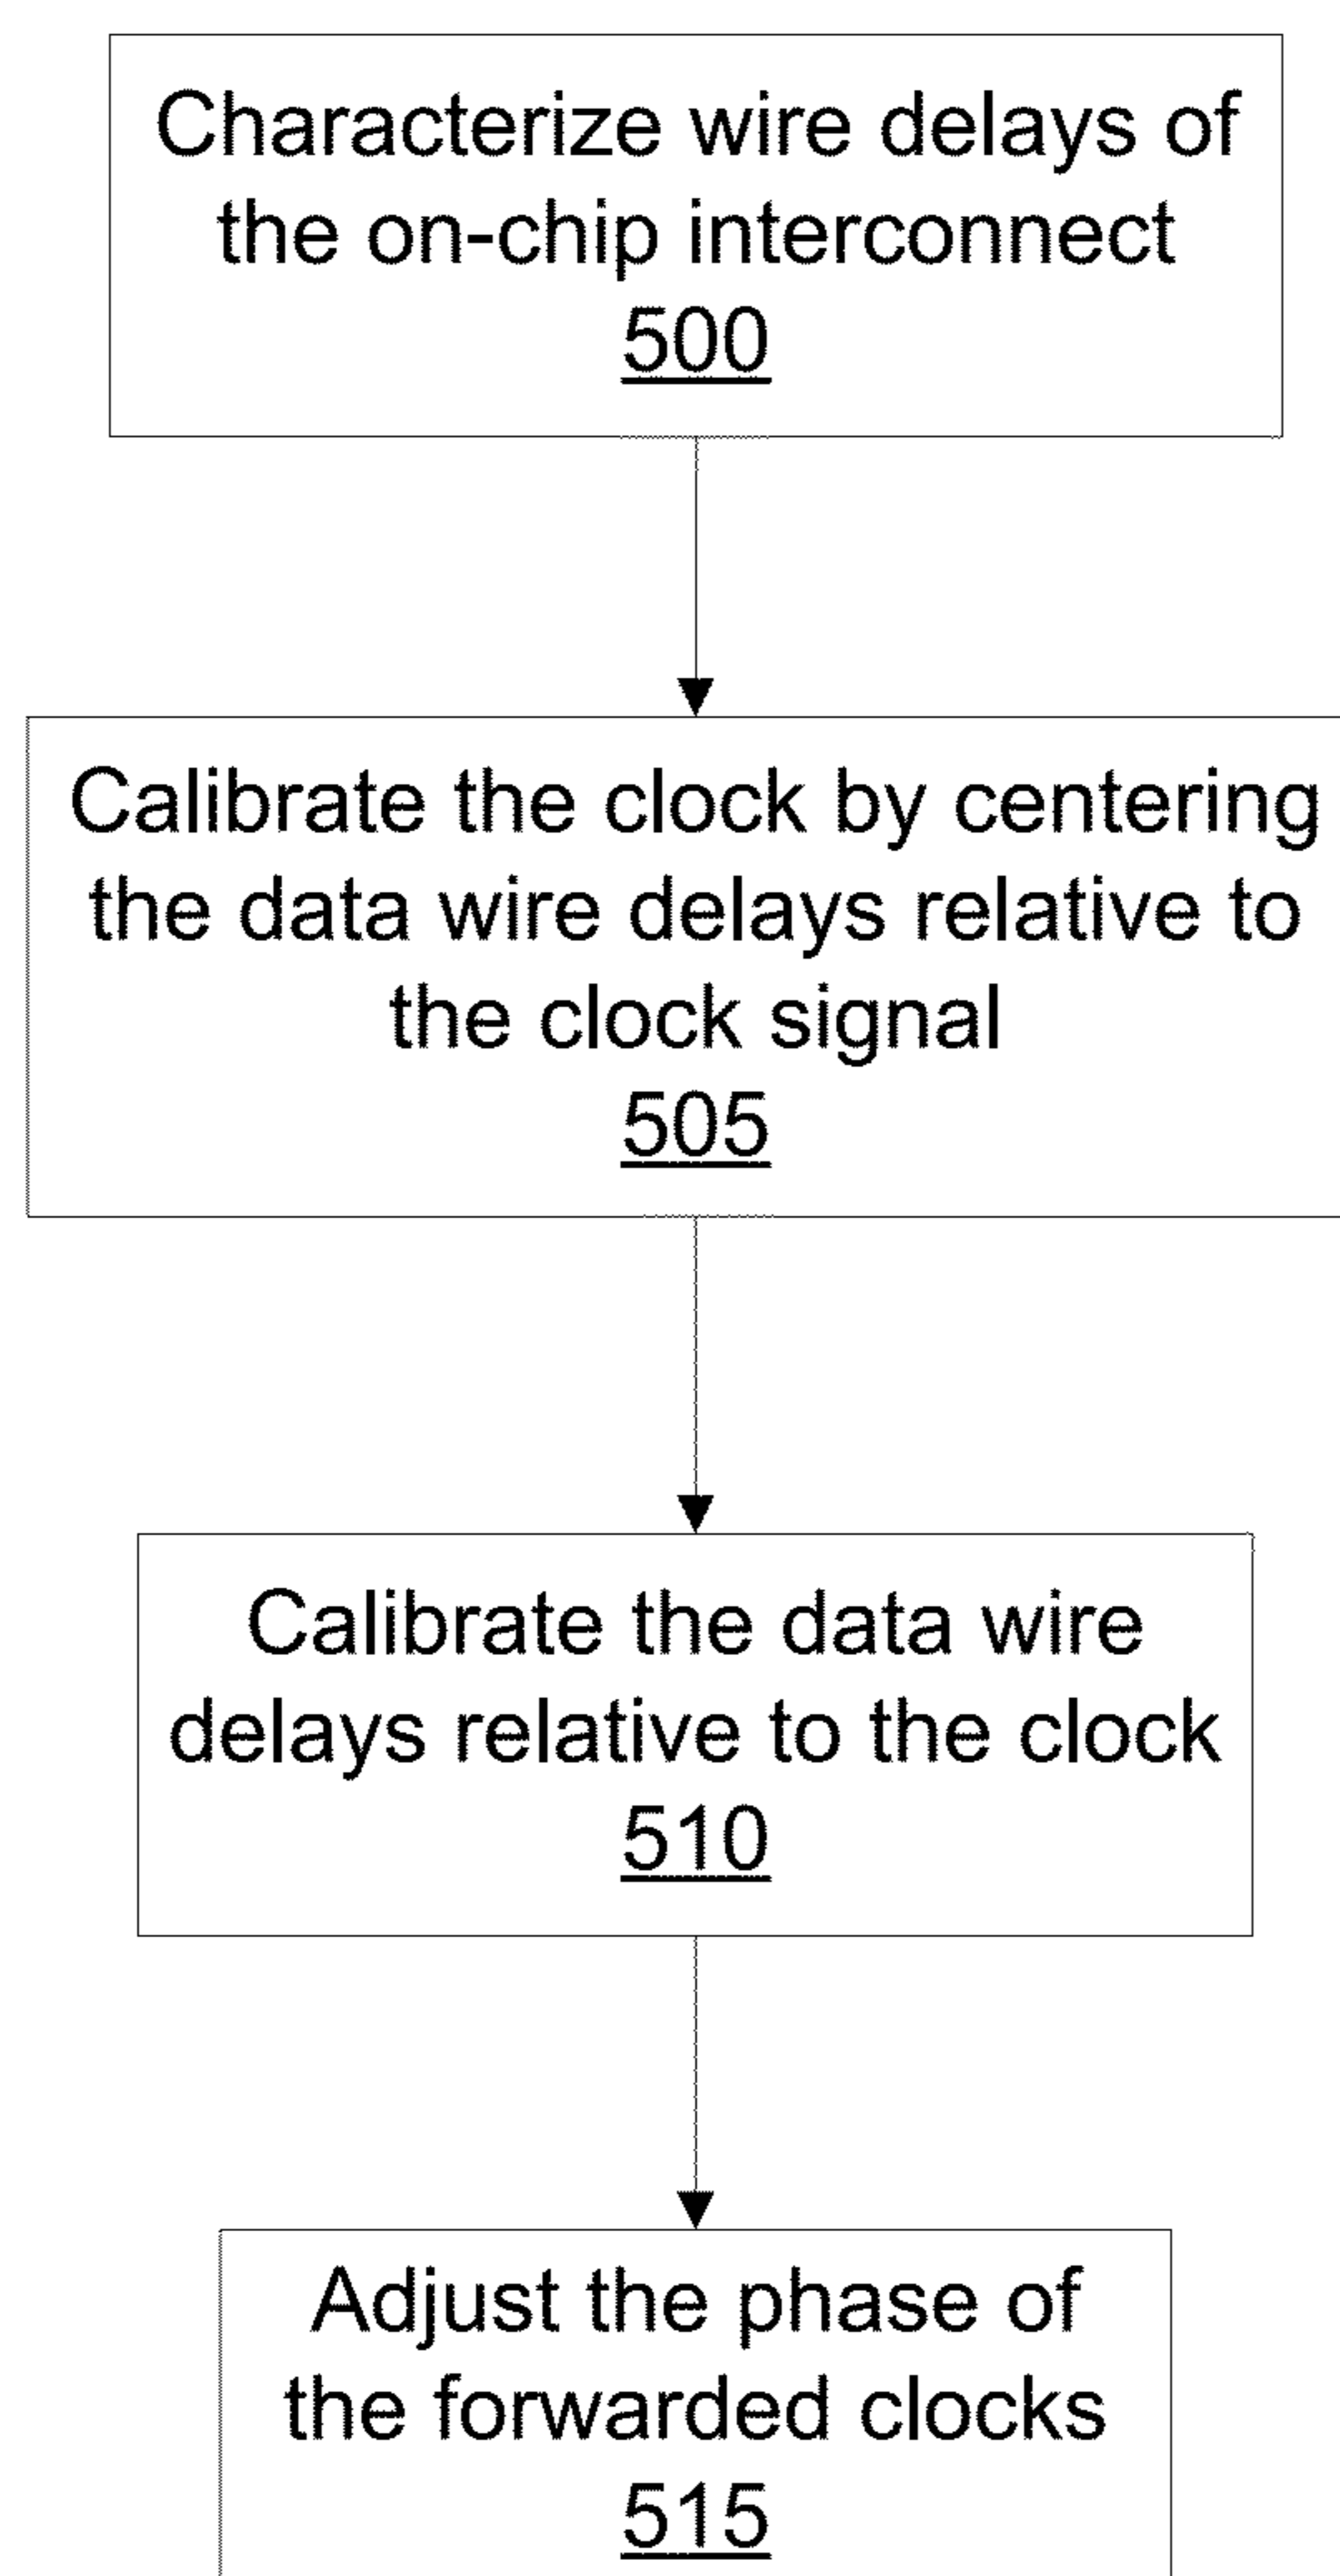 Characterize wire delays of
the on-chip interconnect
500
Calibrate the clock by centering
the data wire delays relative to
the clock signal
505
Calibrate the data wire
delays relative to the clock
510
Adjust the phase of
the forwarded clocks
515